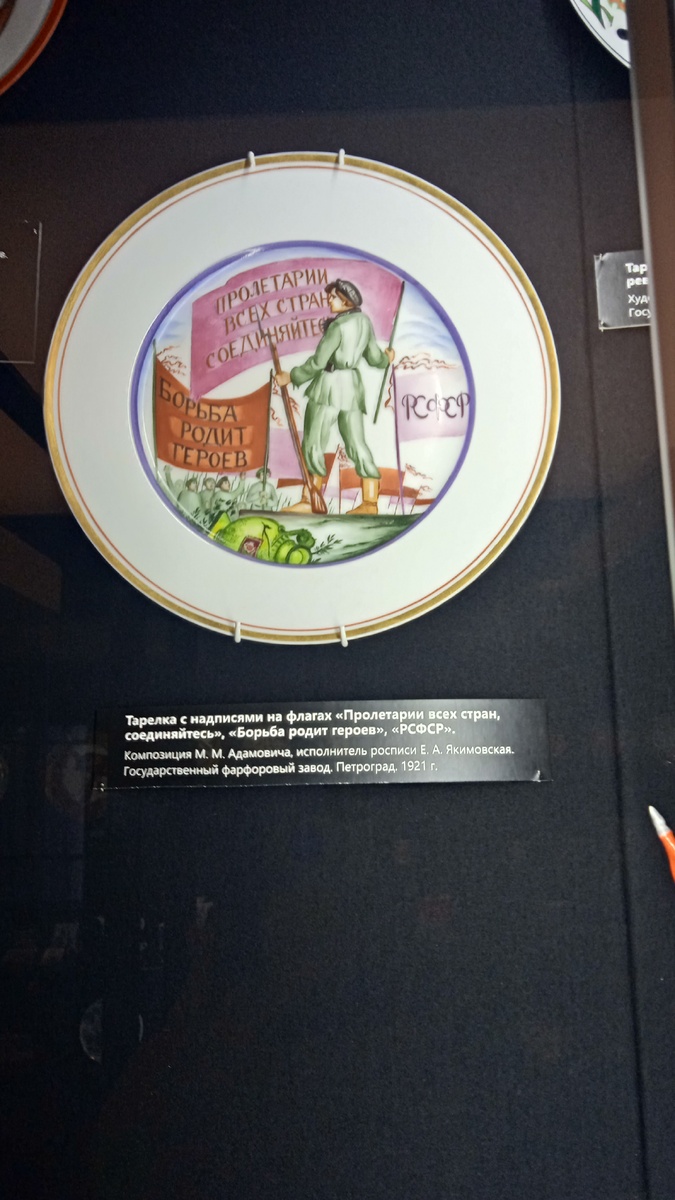 ПРОЛЕТАРИИ
ВСЕХ СТРАН
СОЕДИНЯЙТЕС
БОРЬБА
РОДИТ
ГЕРОЕВ
РСФСР
Тарелка с надписями на флагах «Пролетарии всех стран,
соединяйтесь», «Борьба родит героев», «РСФСР».
Композиция М. М. Адамовича, исполнитель росписи Е. А. Якимовская.
Государственный фарфоровый завод. Петроград. 1921 г.